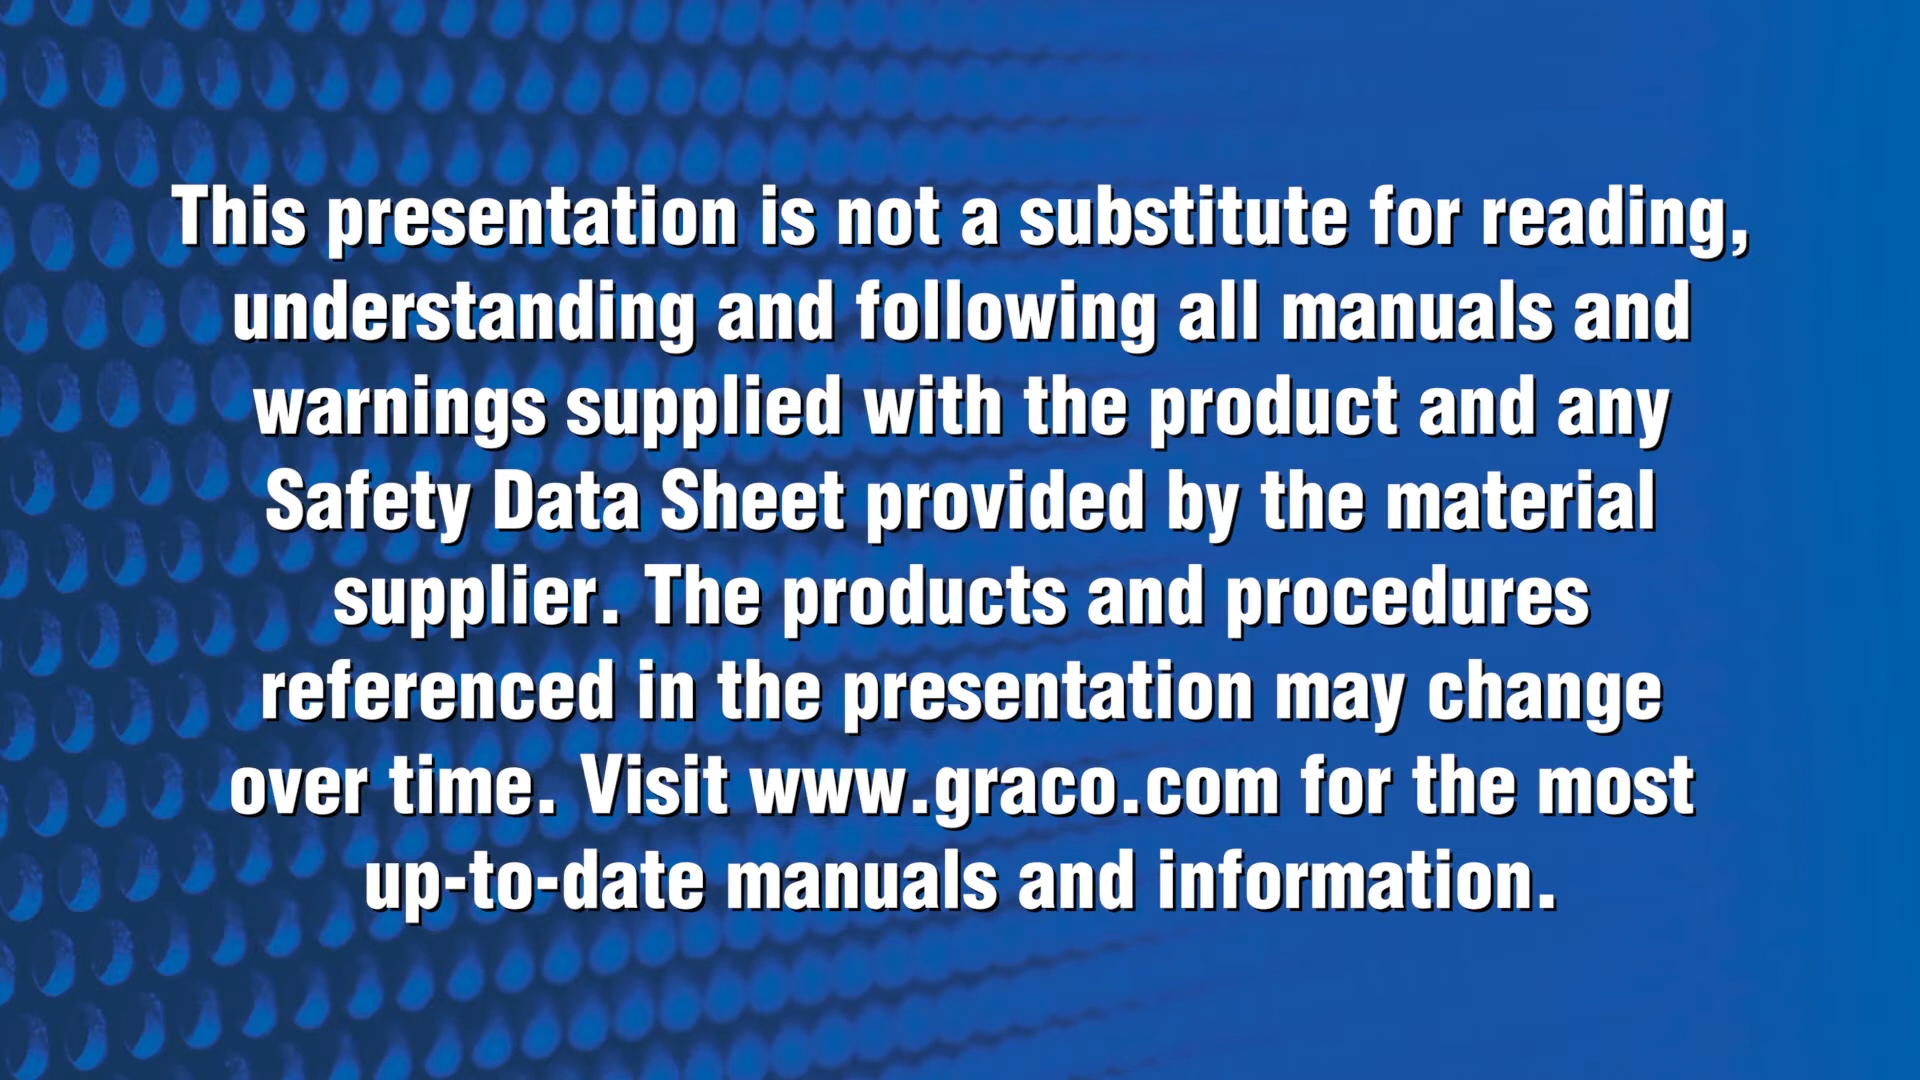 This presentation is not a substitute for reading,
understanding and following all manuals and
warnings supplied with the product and any
Safety Data Sheet provided by the material
supplier. The products and procedures
referenced in the presentation may change
over time. Visit www.graco.com for the most
up-to-date manuals and information.